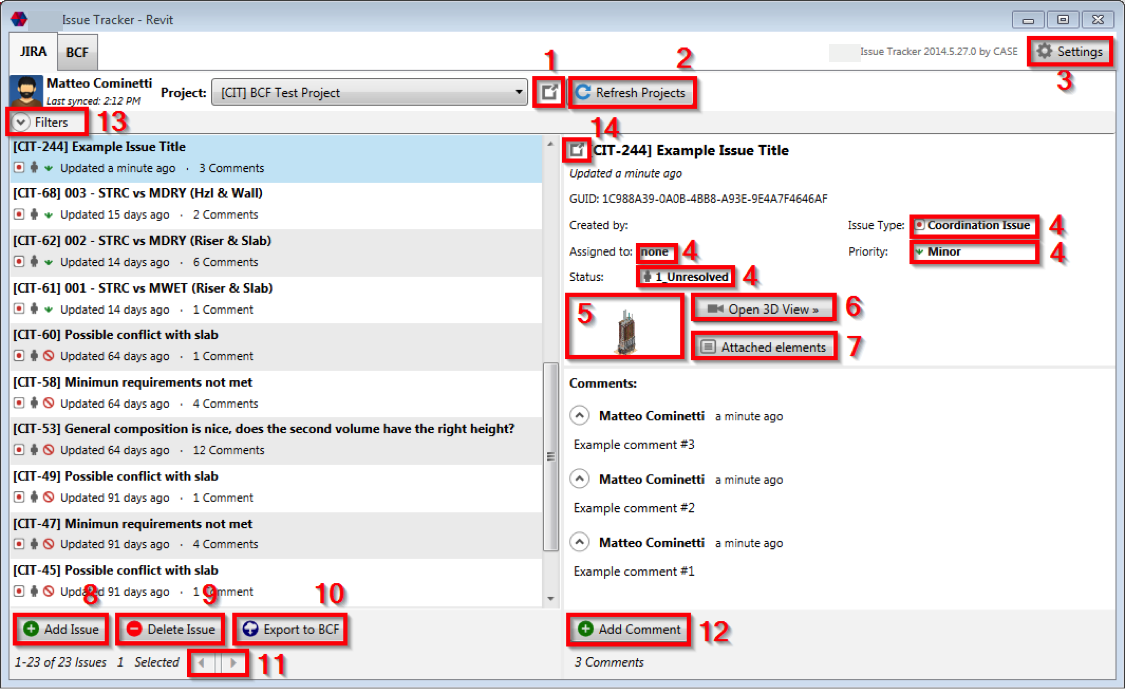 Issue Tracker - Revit
JIRA BCF
Issue Tracker 2014.5.27.0 by CASE Settings
3
Matteo Cominetti
Last synced: 2:12 PM
Project: [CIT] BCF Test Project
1
Refresh Projects
2
Filters 13
[CIT-244] Example Issue Title
Updated a minute ago · 3 Comments
[CIT-68] 003 - STRC vs MDRY (Hzl & Wall)
Updated 15 days ago · 2 Comments
[CIT-62] 002 - STRC vs MDRY (Riser & Slab)
Updated 14 days ago · 6 Comments
[CIT-61] 001 - STRC vs MWET (Riser & Slab)
Updated 14 days ago · 1 Comment
[CIT-60] Possible conflict with slab
Updated 64 days ago · 1 Comment
[CIT-58] Minimun requirements not met
Updated 64 days ago · 4 Comments
[CIT-53] General composition is nice, does the second volume have the right height?
Updated 64 days ago · 12 Comments
[CIT-49] Possible conflict with slab
Updated 91 days ago · 1 Comment
[CIT-47] Minimun requirements not met
Updated 91 days ago · 4 Comments
[CIT-45] Possible conflict with slab
Updated 91 days ago · 1 Comment
8 9 10
Add Issue Delete Issue Export to BCF
1-23 of 23 Issues 1 Selected 11
14
CIT-244] Example Issue Title
Updated a minute ago
GUID: 1C988A39-0A0B-4BB8-A93E-9E4A7F4646AF
Created by: Issue Type: Coordination Issue 4
Assigned to: none 4 Priority: Minor 4
Status: 1_Unresolved 4
5 Open 3D View » 6
Attached elements 7
Comments:
Matteo Cominetti a minute ago
Example comment #3
Matteo Cominetti a minute ago
Example comment #2
Matteo Cominetti a minute ago
Example comment #1
Add Comment 12
3 Comments